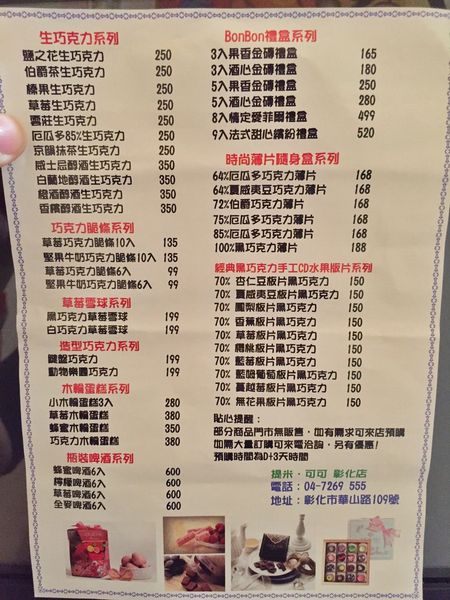 生巧克力系列
鹽之花生巧克力 250
伯爵茶生巧克力 250
榛果生巧克力 250
草莓生巧克力 250
雲莊生巧克力 250
厄瓜多85%生巧克力 250
京韻抹茶生巧克力 250
威士忌醇酒生巧克力 350
白蘭地醇酒生巧克力 350
橙酒醇酒生巧克力 350
香檳醇酒生巧克力 350
巧克力脆條系列
草莓巧克力脆條10入 135
堅果牛奶巧克力脆條10入 135
草莓巧克力脆條6入 99
堅果牛奶巧克力脆條6入 99
草莓雪球系列
黑巧克力草莓雪球 199
白巧克力草莓雪球 199
造型巧克力系列
鍵盤巧克力 199
動物樂園巧克力 199
木輪蛋糕系列
小木輪蛋糕3入 280
草莓木輪蛋糕 380
蜂蜜木輪蛋糕 350
巧克力木輪蛋糕 380
瓶裝啤酒系列
蜂蜜啤酒6入 600
檸檬啤酒6入 600
草莓啤酒6入 600
全麥啤酒6入 600
BonBon禮盒系列
3入果香金磚禮盒 165
3入酒心金磚禮盒 180
5入果香金磚禮盒 250
5入酒心金磚禮盒 280
8入情定愛菲爾禮盒 499
9入法式甜心繽紛禮盒 520
時尚薄片隨身盒系列
64%厄瓜多巧克力薄片 168
64%夏威夷豆巧克力薄片 168
72%伯爵巧克力薄片 168
75%厄瓜多巧克力薄片 168
85%厄瓜多巧克力薄片 168
100%黑巧克力薄片 188
經典黑巧克力手工CD水果版片系列
70% 杏仁豆板片黑巧克力 150
70% 夏威夷豆板片黑巧克力 150
70% 鳳梨板片黑巧克力 150
70% 香蕉板片黑巧克力 150
70% 草莓板片黑巧克力 150
70% 櫻桃板片黑巧克力 150
70% 藍莓板片黑巧克力 150
70% 藍鑽葡萄板片黑巧克力 150
70% 蔓越莓板片黑巧克力 150
70% 無花果板片黑巧克力 150
貼心提醒：
部分商品門市無販售，如有需求可來店預購
如需大量訂購可來電洽詢，另有優惠!
預購時間為D+3天時間
提米．可可 彰化店
電話：04-7269 555
地址：彰化市華山路109號